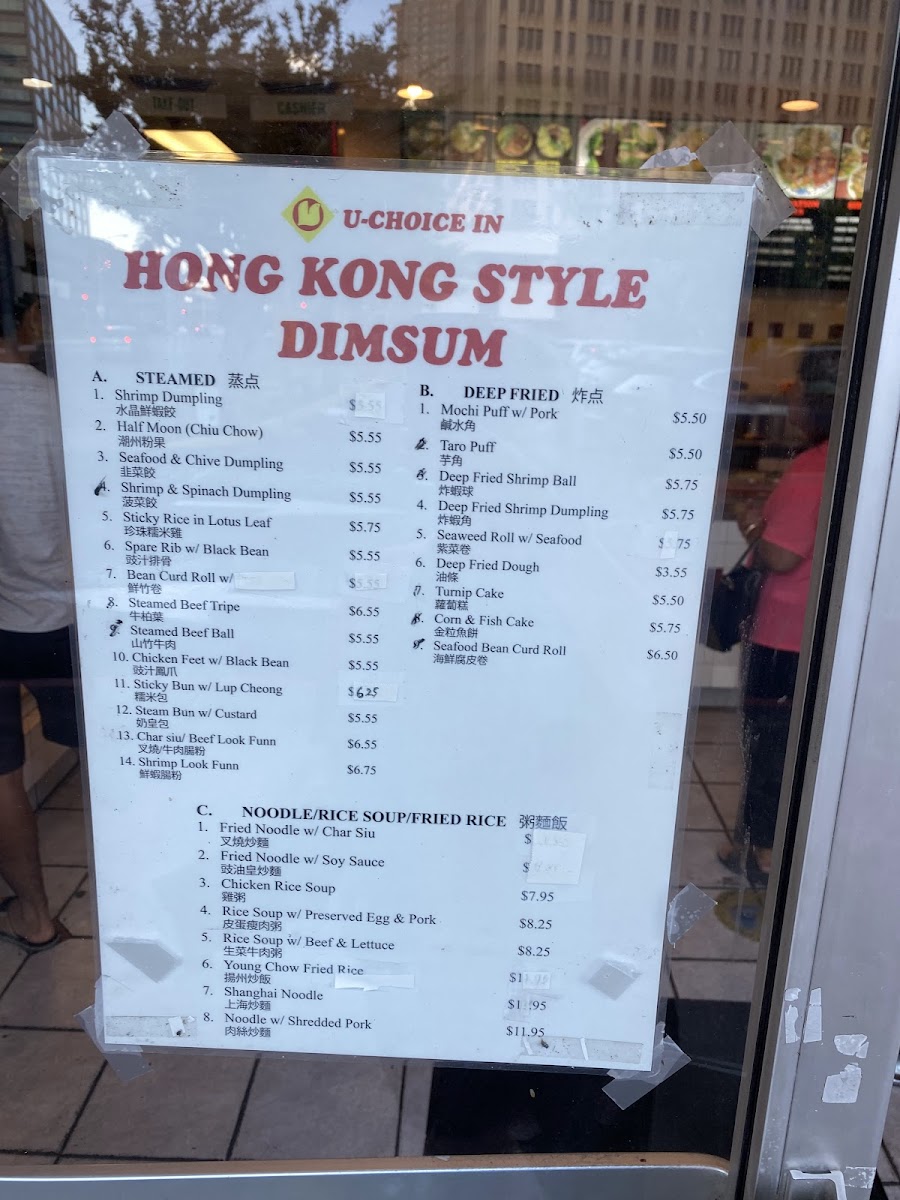 TAKE-OUT
CASHIER
U-CHOICE IN
HONG KONG STYLE
DIMSUM
A. STEAMED 蒸点
1. Shrimp Dumpling $5.55
水晶鮮蝦餃
2. Half Moon (Chiu Chow) $5.55
潮州粉果
3. Seafood & Chive Dumpling $5.55
韭菜餃
4. Shrimp & Spinach Dumpling $5.55
菠菜餃
5. Sticky Rice in Lotus Leaf $5.75
珍珠糯米雞
6. Spare Rib w/ Black Bean $5.55
豉汁排骨
7. Bean Curd Roll w/ $5.55
鮮竹卷
8. Steamed Beef Tripe $6.55
牛柏葉
9. Steamed Beef Ball $5.55
山竹牛肉
10. Chicken Feet w/ Black Bean $5.55
豉汁鳳爪
11. Sticky Bun w/ Lup Cheong $6.25
糯米包
12. Steam Bun w/ Custard $5.55
奶皇包
13. Char siu/ Beef Look Funn $6.55
叉燒/牛肉腸粉
14. Shrimp Look Funn $6.75
鮮蝦腸粉
B. DEEP FRIED 炸点
1. Mochi Puff w/ Pork $5.50
鹹水角
2. Taro Puff $5.50
芋角
3. Deep Fried Shrimp Ball $5.75
炸蝦球
4. Deep Fried Shrimp Dumpling $5.75
炸蝦角
5. Seaweed Roll w/ Seafood
紫菜卷
6. Deep Fried Dough $3.55
油條
7. Turnip Cake $5.50
蘿蔔糕
8. Corn & Fish Cake $5.75
金粒魚餅
9. Seafood Bean Curd Roll $6.50
海鮮腐皮卷
C. NOODLE/RICE SOUP/FRIED RICE 粥麵飯
1. Fried Noodle w/ Char Siu $
叉燒炒麵
2. Fried Noodle w/ Soy Sauce $
豉油皇炒麵
3. Chicken Rice Soup $7.95
雞粥
4. Rice Soup w/ Preserved Egg & Pork $8.25
皮蛋瘦肉粥
5. Rice Soup w/ Beef & Lettuce $8.25
生菜牛肉粥
6. Young Chow Fried Rice
揚州炒飯
7. Shanghai Noodle
上海炒麵
8. Noodle w/ Shredded Pork $11.95
肉絲炒麵